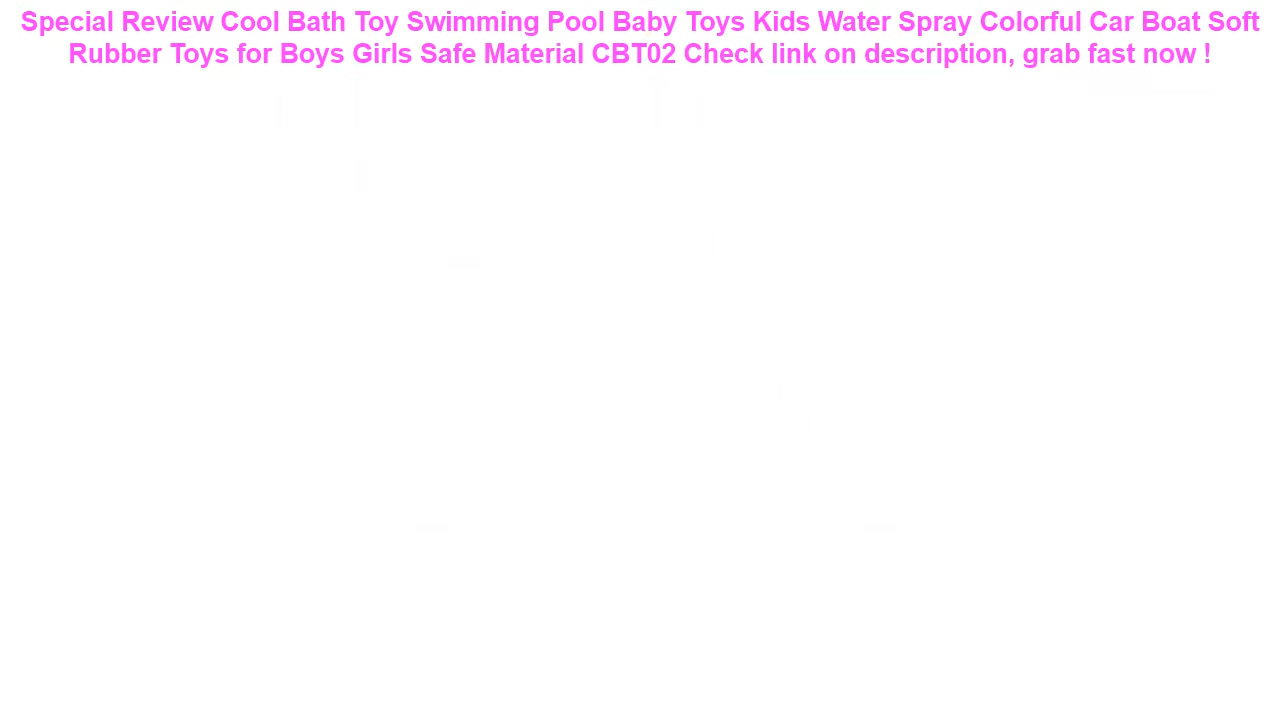 Special Review Cool Bath Toy Swimming Pool Baby Toys Kids Water Spray Colorful Car Boat Soft
Rubber Toys for Boys Girls Safe Material CBT02 Check link on description, grab fast now !